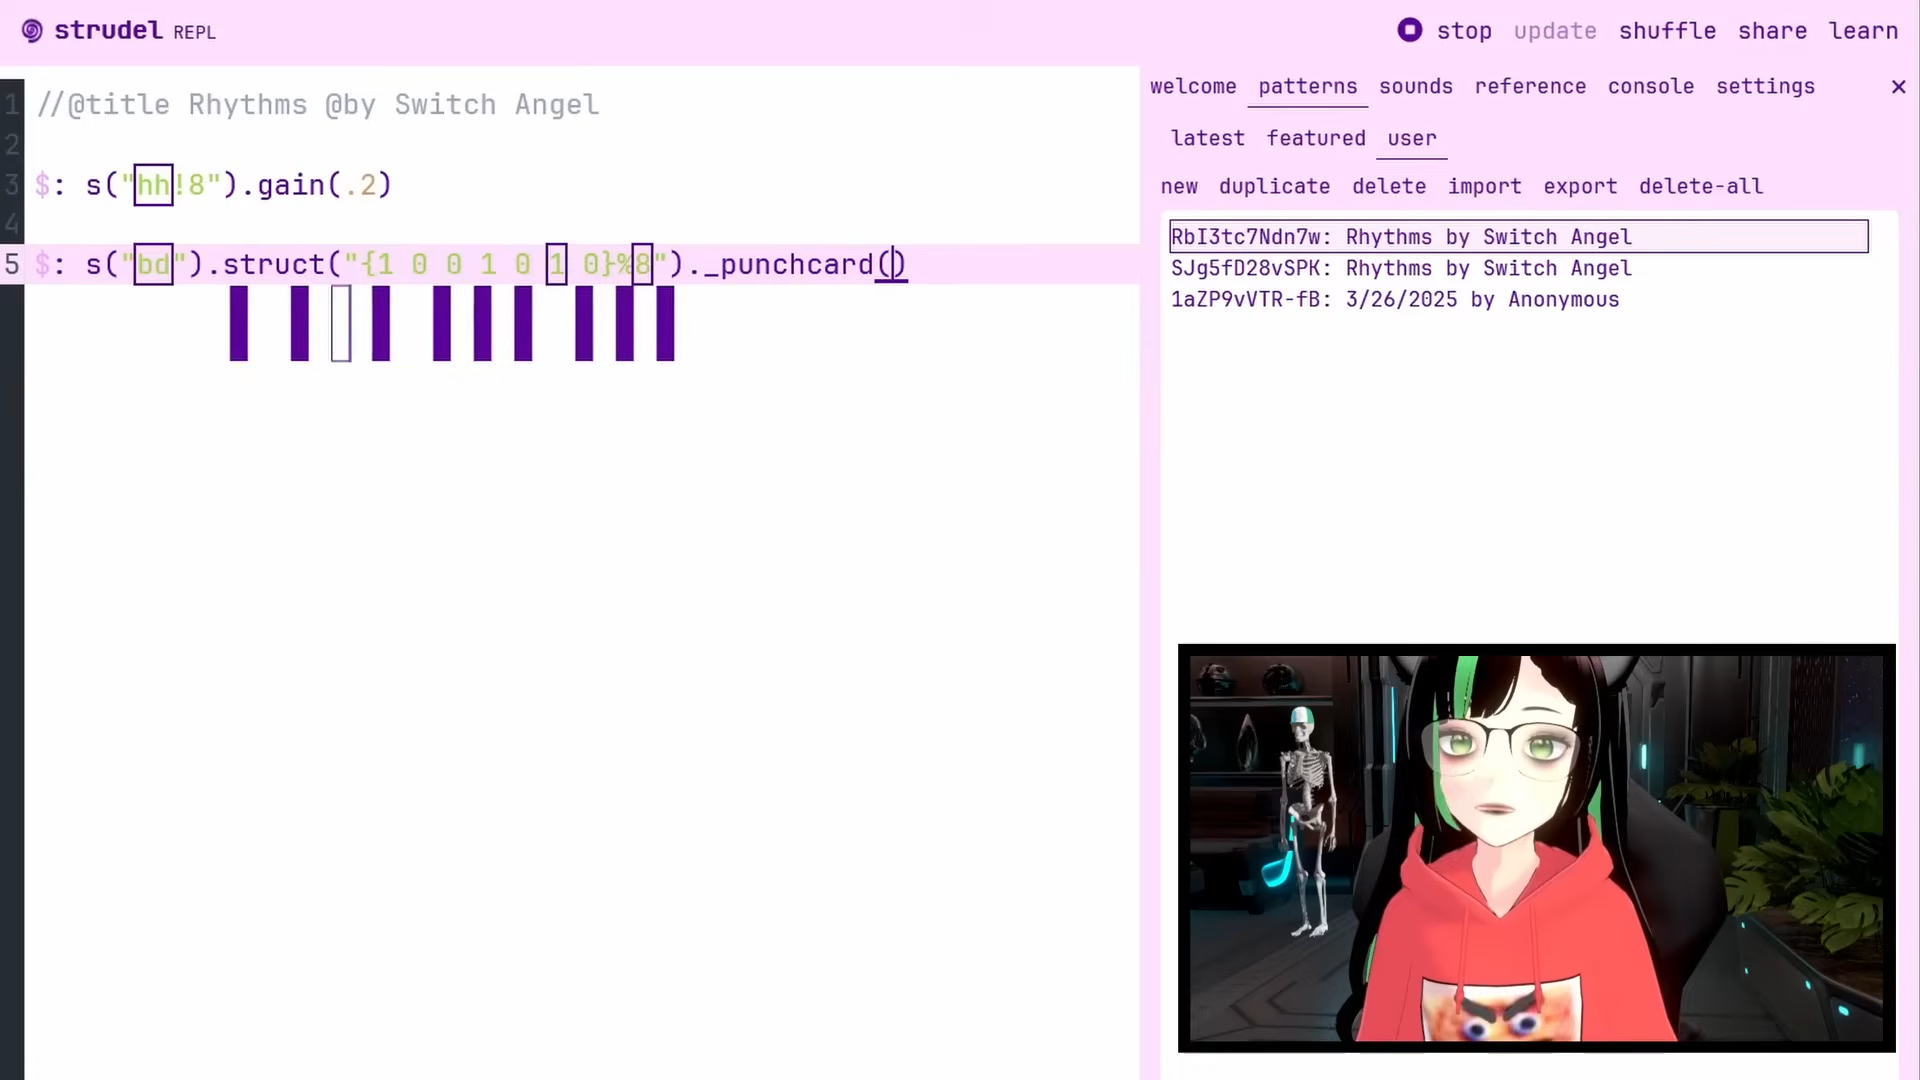 strudel REPL
stop update shuffle share learn
welcome patterns sounds reference console settings ×
latest featured user
new duplicate delete import export delete-all
1 //@title Rhythms @by Switch Angel
2
3 $: s("hh!8").gain(.2)
4
5 $: s("bd").struct("{1 0 0 1 0 1 0}%8")._punchcard()
RbI3tc7Ndn7w: Rhythms by Switch Angel
SJg5fD28vSPK: Rhythms by Switch Angel
1aZP9vVTR-fB: 3/26/2025 by Anonymous